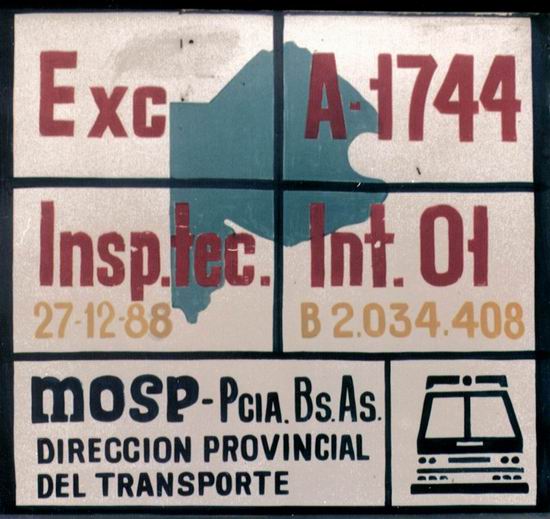 Exc A-1744
Insp.tec. Int. 01
27-12-88 B 2.034.408
MOSP-PCIA. Bs.As.
DIRECCION PROVINCIAL
DEL TRANSPORTE